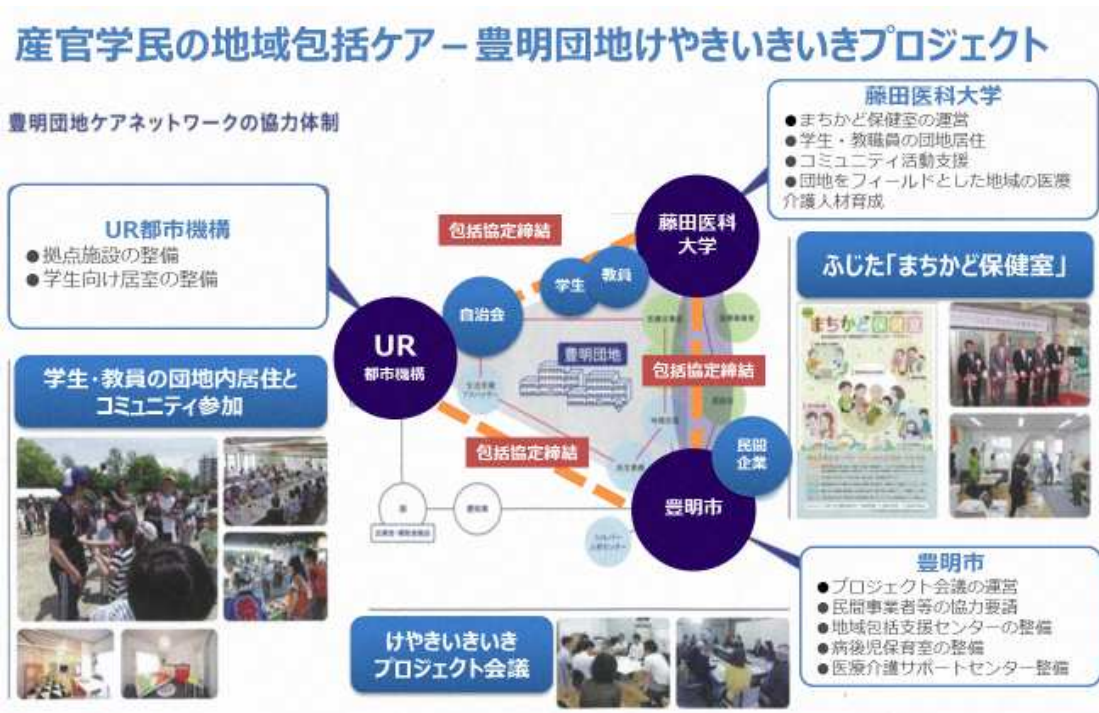 産官学民の地域包括ケア－豊明団地けやきいきいきプロジェクト
豊明団地ケアネットワークの協力体制
藤田医科大学
●まちかど保健室の運営
●学生・教職員の団地居住
●コミュニティ活動支援
●団地をフィールドとした地域の医療
介護人材育成
UR都市機構
●拠点施設の整備
●学生向け居室の整備
包括協定締結
藤田医科
大学
教員
学生
自治会
UR
都市機構
豊明団地
包括協定締結
包括協定締結
民間
企業
豊明市
ふじた「まちかど保健室」
まちかど保健室
学生・教員の団地内居住と
コミュニティ参加
豊明市
●プロジェクト会議の運営
●民間事業者等の協力要請
●地域包括支援センターの整備
●病後児保育室の整備
●医療介護サポートセンター整備
けやきいきいき
プロジェクト会議